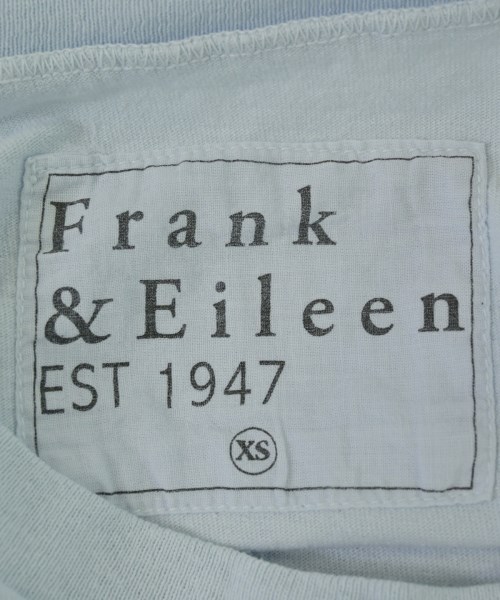 Frank
& Eileen
EST 1947
XS